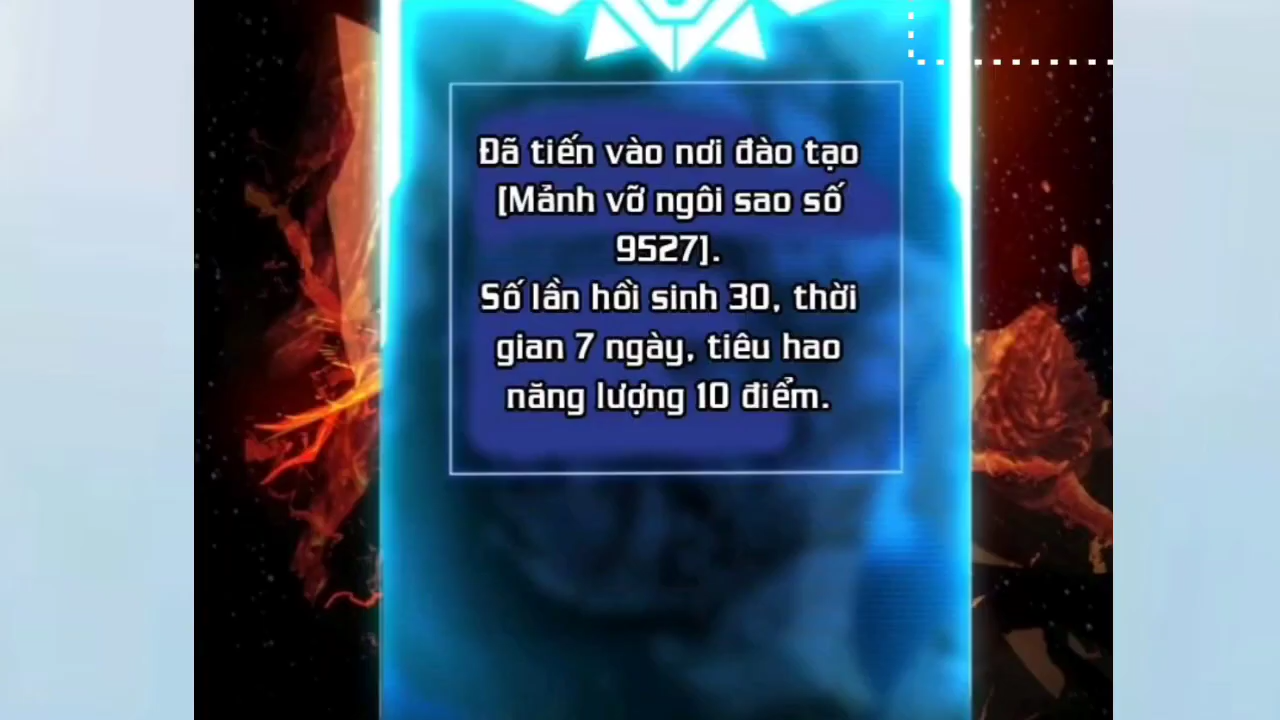 Đã tiến vào nơi đào tạo
[Mảnh vỡ ngôi sao số
9527].
Số lần hồi sinh 30, thời
gian 7 ngày, tiêu hao
năng lượng 10 điểm.